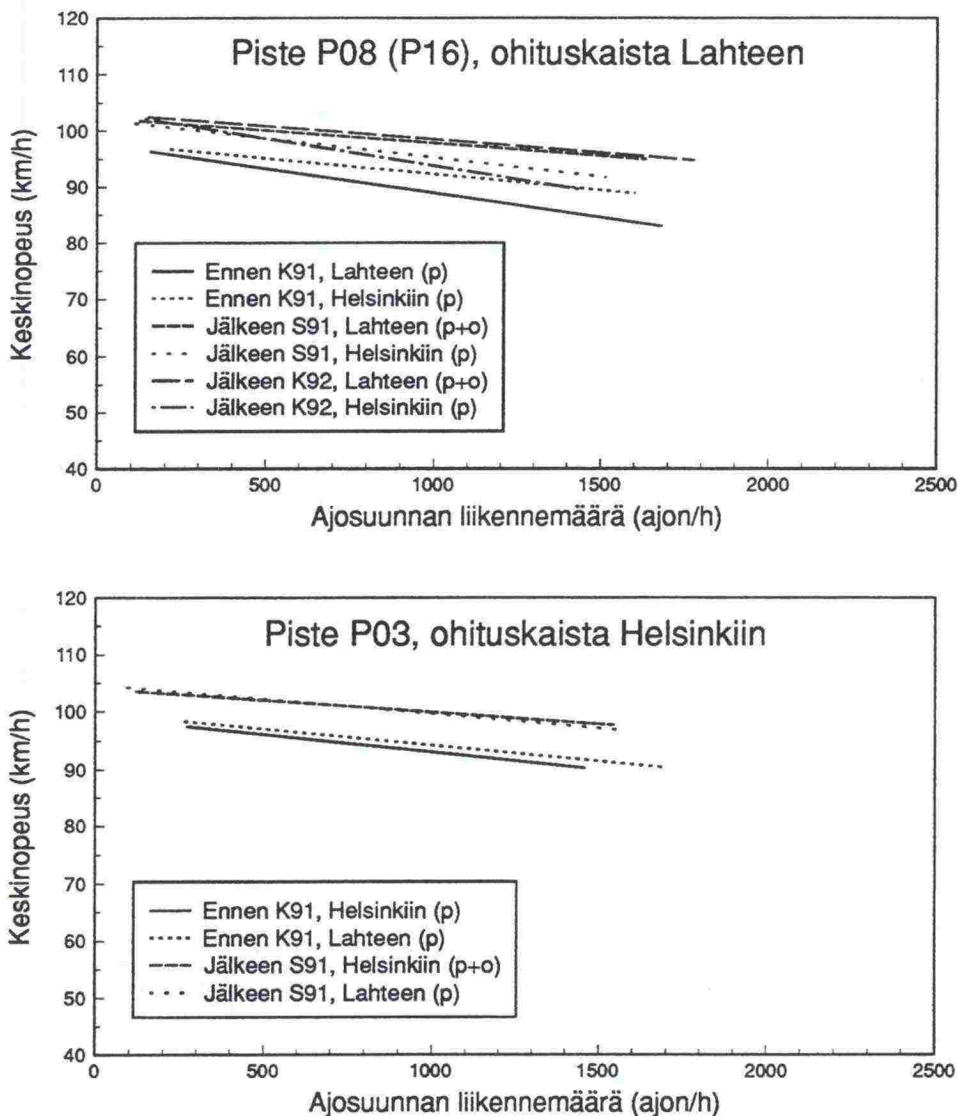 Piste P08 (P16), ohituskaista Lahteen
Keskinopeus (km/h)
120
110
100
90
80
70
60
50
40
Ennen K91, Lahteen (p)
Ennen K91, Helsinkiin (p)
Jälkeen S91, Lahteen (p+o)
Jälkeen S91, Helsinkiin (p)
Jälkeen K92, Lahteen (p+o)
Jälkeen K92, Helsinkiin (p)
0 500 1000 1500 2000 2500
Ajosuunnan liikennemäärä (ajon/h)
Piste P03, ohituskaista Helsinkiin
Keskinopeus (km/h)
120
110
100
90
80
70
60
50
40
Ennen K91, Helsinkiin (p)
Ennen K91, Lahteen (p)
Jälkeen S91, Helsinkiin (p+o)
Jälkeen S91, Lahteen (p)
0 500 1000 1500 2000 2500
Ajosuunnan liikennemäärä (ajon/h)